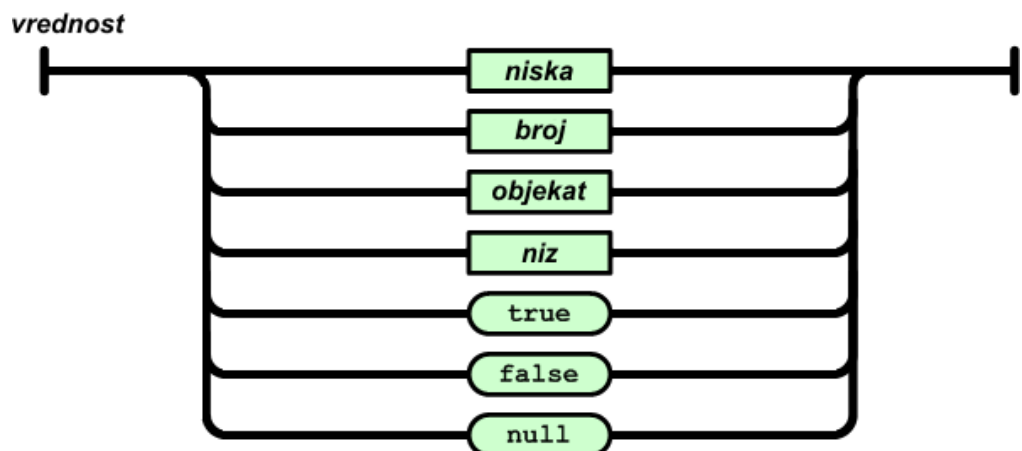 vrednost
niska
broj
objekat
niz
true
false
null